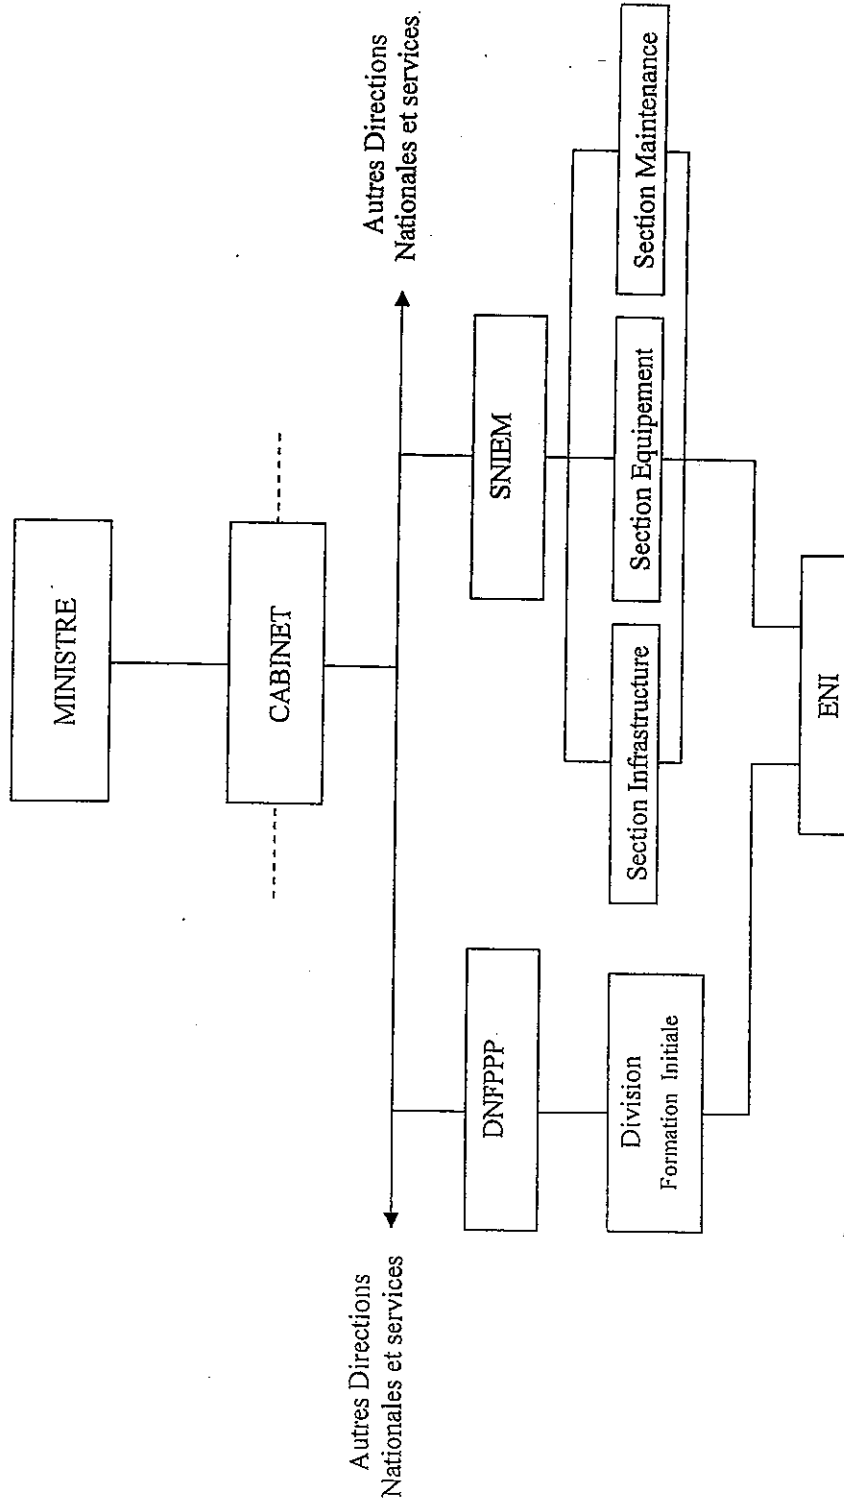 MINISTRE
CABINET
Autres Directions
Nationales et services
Autres Directions
Nationales et services.
DNFPPP
SNIEM
Division
Formation Initiale
Section Infrastructure
Section Equipement
Section Maintenance
ENI